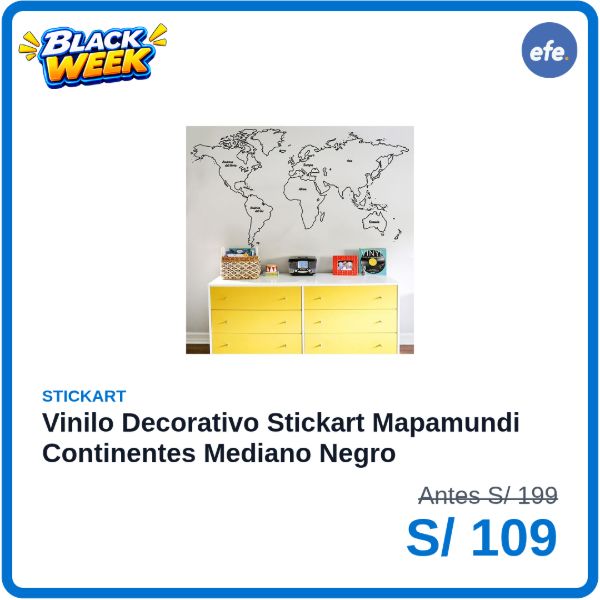 BLACK
WEEK
efe.
STICKART
Vinilo Decorativo Stickart Mapamundi
Continentes Mediano Negro
Antes S/ 199
S/ 109